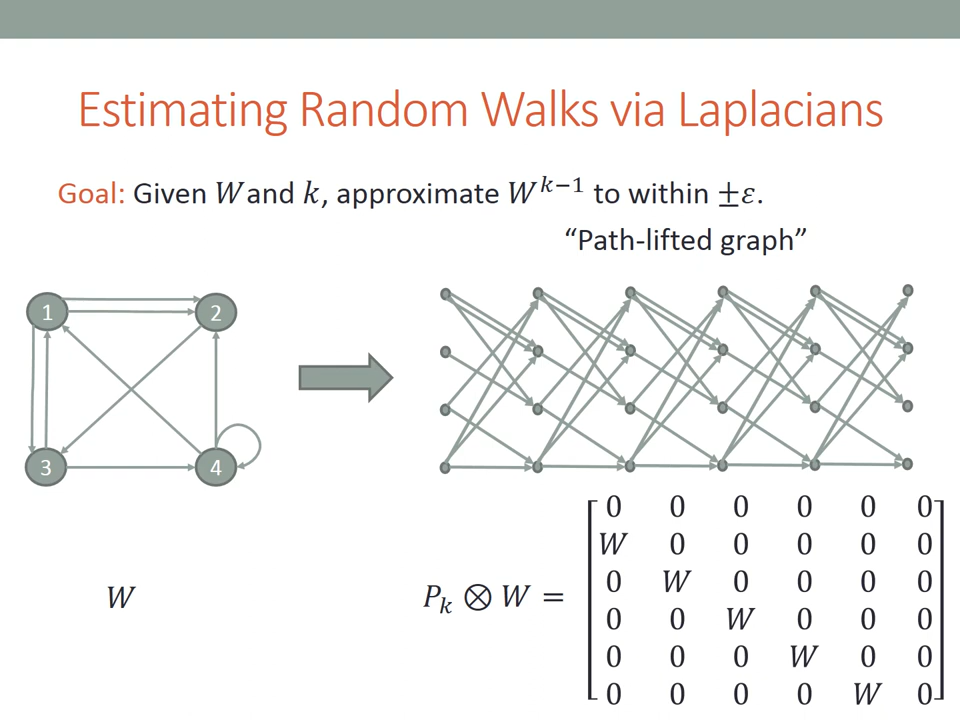 Estimating Random Walks via Laplacians
Goal: Given W and k, approximate W^{k−1} to within ±ε.
“Path-lifted graph”
1 2
3 4
W
P_k ⊗ W =
0 0 0 0 0 0
W 0 0 0 0 0
0 W 0 0 0 0
0 0 W 0 0 0
0 0 0 W 0 0
0 0 0 0 W 0